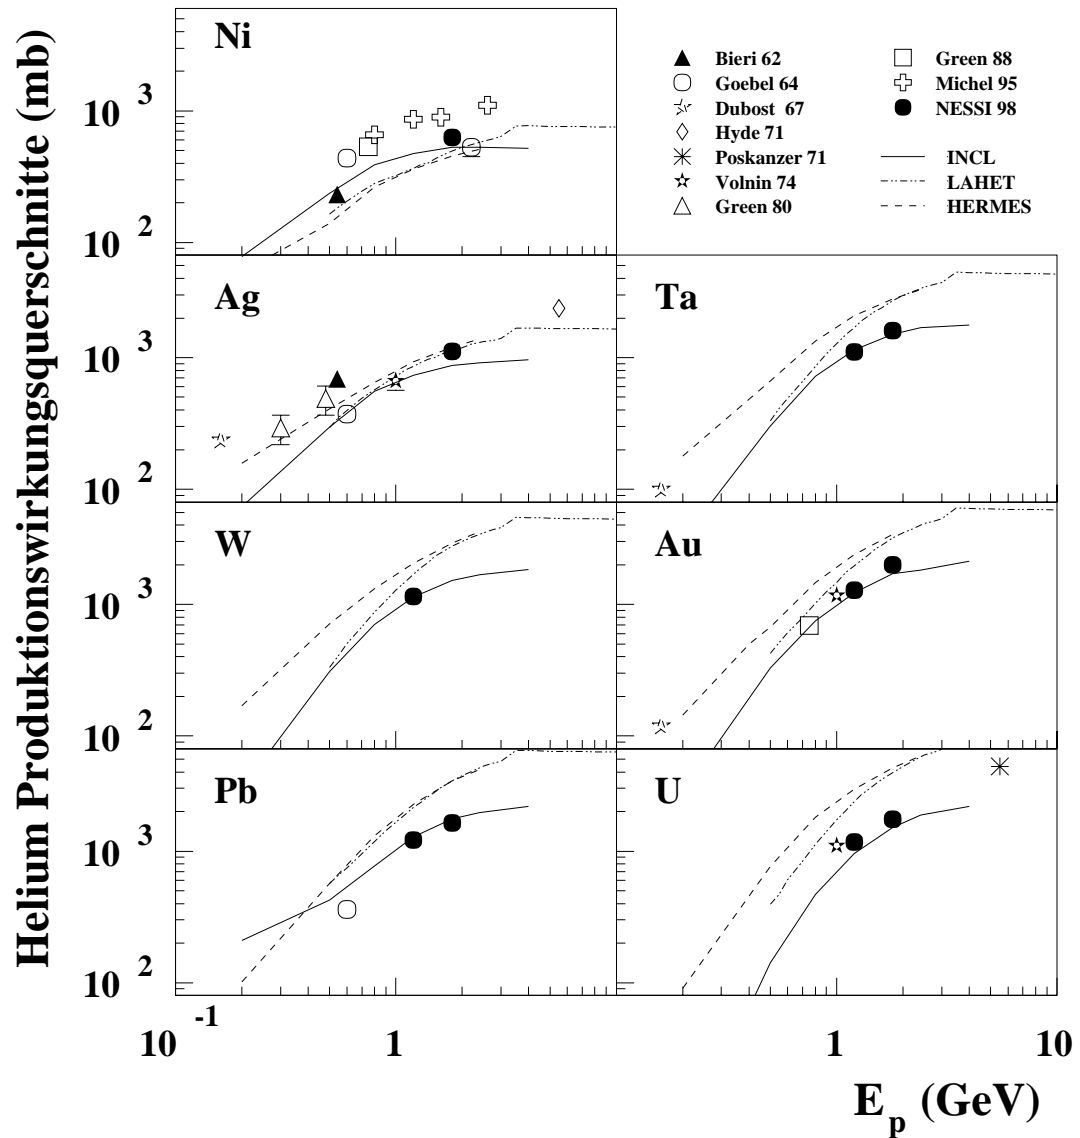 Helium Produktionswirkungsquerschnitte (mb)
Ni
Bieri 62
Goebel 64
Dubost 67
Hyde 71
Poskanzer 71
Volnin 74
Green 80
Green 88
Michel 95
NESSI 98
INCL
LAHET
HERMES
10 3
10 2
Ag
Ta
10 3
10 2
W
Au
10 3
10 2
Pb
U
10 3
10 2
10 -1
1
1
10
E p (GeV)